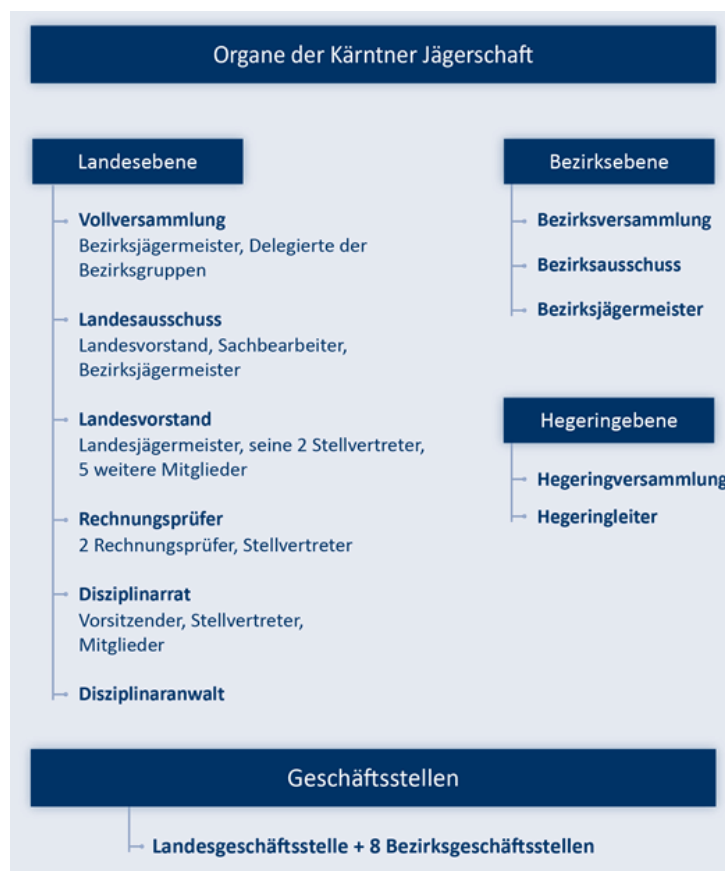 Organe der Kärntner Jägerschaft
Landesebene
Vollversammlung
Bezirksjägermeister, Delegierte der
Bezirksgruppen
Landesausschuss
Landesvorstand, Sachbearbeiter,
Bezirksjägermeister
Landesvorstand
Landesjägermeister, seine 2 Stellvertreter,
5 weitere Mitglieder
Rechnungsprüfer
2 Rechnungsprüfer, Stellvertreter
Disziplinarrat
Vorsitzender, Stellvertreter,
Mitglieder
Disziplinaranwalt
Bezirksebene
Bezirksversammlung
Bezirksausschuss
Bezirksjägermeister
Hegeringebene
Hegeringversammlung
Hegeringleiter
Geschäftsstellen
Landesgeschäftsstelle + 8 Bezirksgeschäftsstellen